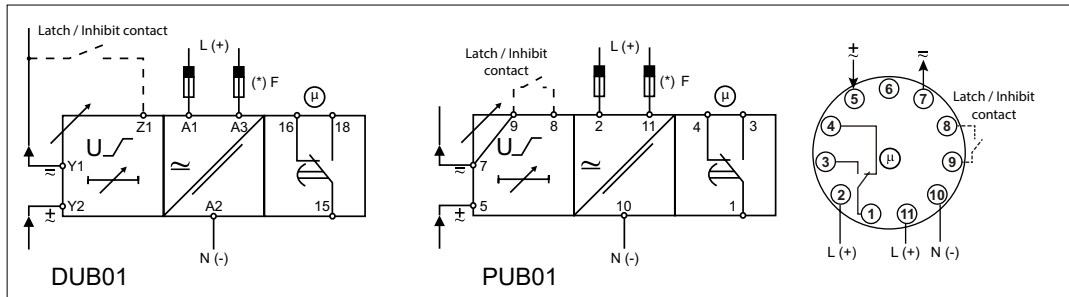 Latch / Inhibit contact
L (+)
(*) F
µ
Z1
A1
A3
16
18
U
≃
Y1
Y2
A2
15
N (-)
DUB01
Latch / Inhibit
contact
L (+)
(*) F
µ
9
8
2
11
4
3
U
≃
7
5
10
1
N (-)
PUB01
5
6
7
Latch / Inhibit
contact
4
8
3
µ
9
2
10
1
11
L (+)
L (+)
N (-)